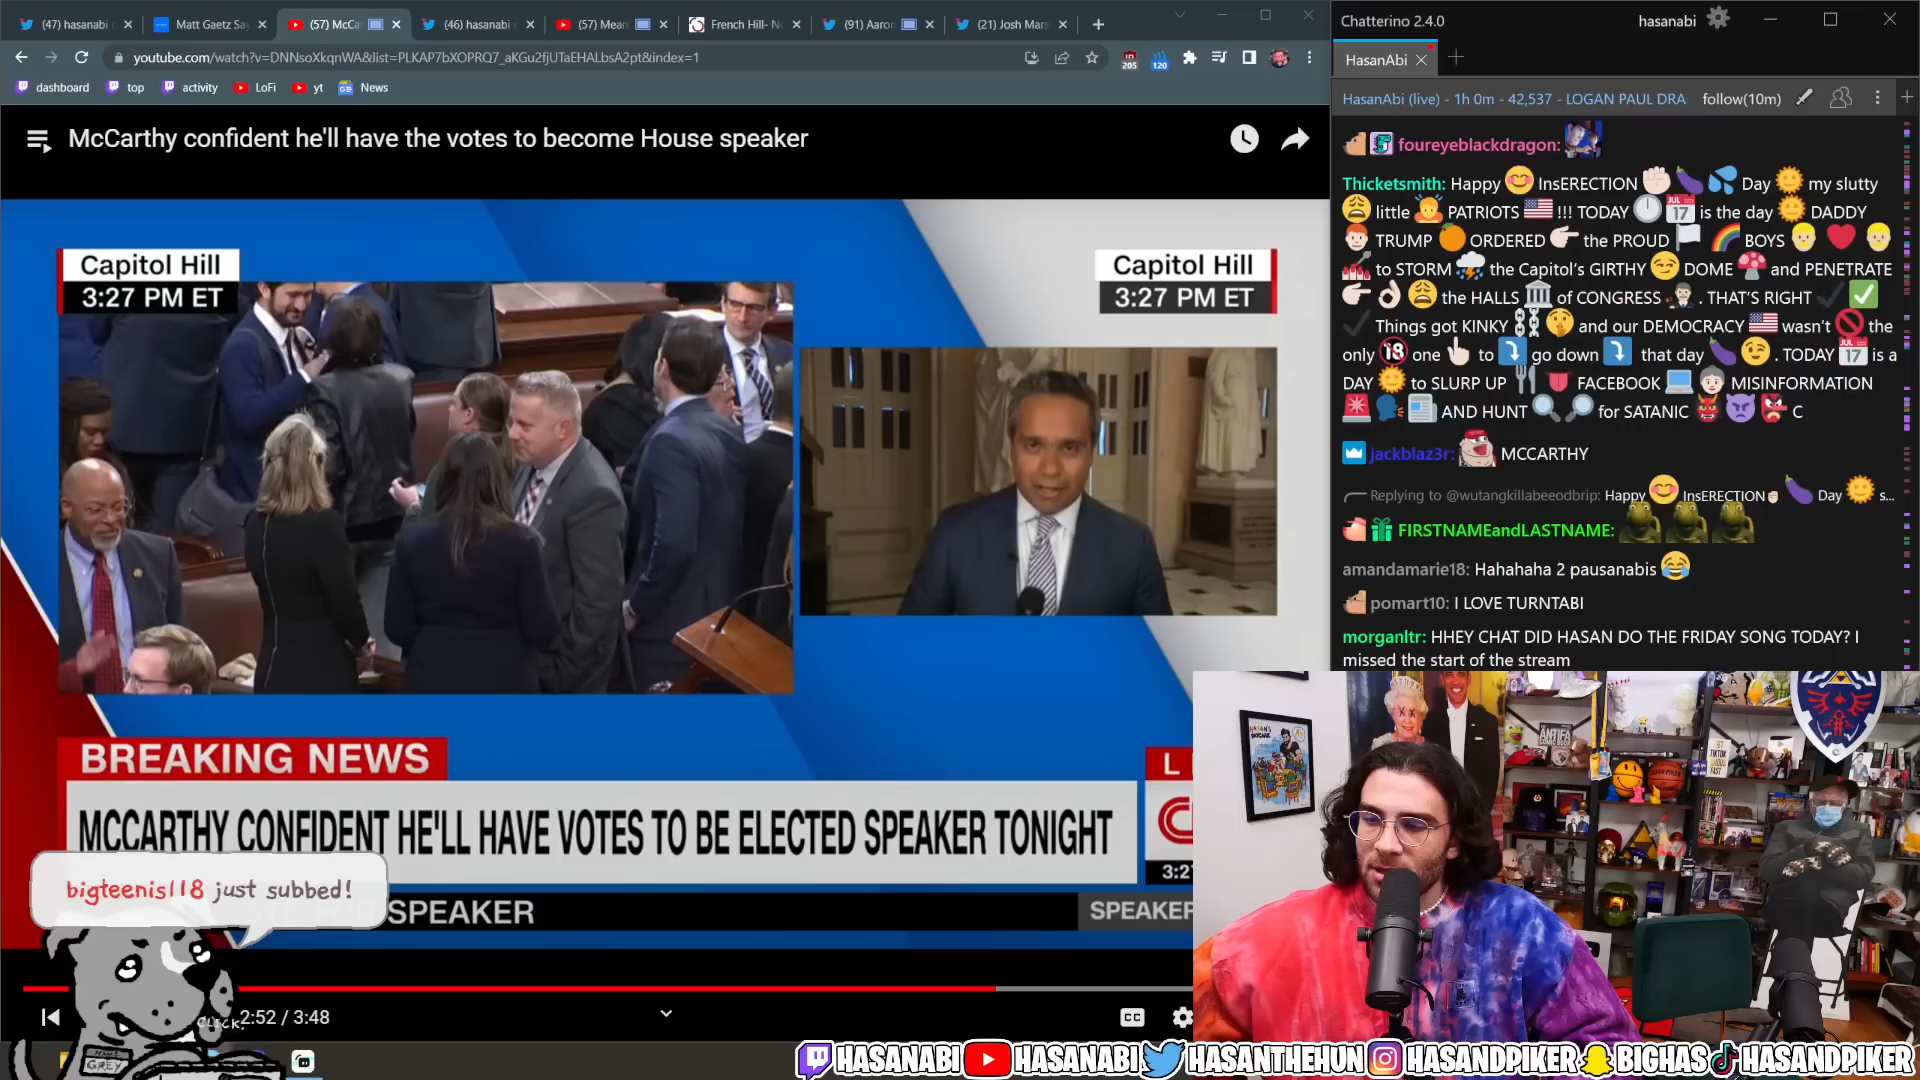 (47) hasanabi
Matt Gaetz Say
(57) McCa
(46) hasanabi
(57) Mean
French Hill- Ne
(91) Aaron
(21) Josh Mars
youtube.com/watch?v=DNNsoXkqnWA&list=PLKAP7bXOPRQ7_aKGu2fjUTaEHALbsA2pt&index=1
205
120
dashboard
top
activity
LoFi
yt
News
McCarthy confident he'll have the votes to become House speaker
Capitol Hill
3:27 PM ET
Capitol Hill
3:27 PM ET
BREAKING NEWS
MCCARTHY CONFIDENT HE'LL HAVE VOTES TO BE ELECTED SPEAKER TONIGHT
L
3:27
SPEAKER
SPEAKER
bigteenis118 just subbed!
CLICK.
NAME
GREY
2:52 / 3:48
CC
Chatterino 2.4.0
hasanabi
HasanAbi
HasanAbi (live) - 1h 0m - 42,537 - LOGAN PAUL DRA
follow(10m)
foureyeblackdragon:
Thicketsmith: Happy 😊 InsERECTION ✊🏻 🍆 💦 Day 🌞 my slutty
😩 little 🙇 PATRIOTS 🇺🇸 !!! TODAY 🕛 📅 is the day 🌞 DADDY
👨🏻‍🦰 TRUMP 🍊 ORDERED 👉🏻 the PROUD 🏳️ 🌈 BOYS 👱🏻 ❤️ 👱🏻
to STORM ⛈️ the Capitol's GIRTHY 😏 DOME 🍄 and PENETRATE
👉🏻 👌🏻 😩 the HALLS 🏛️ of CONGRESS 🤵🏻 . THAT'S RIGHT ✔️ ✅
✔️ Things got KINKY ⛓️ 🤫 and our DEMOCRACY 🇺🇸 wasn't 🚫 the
only 🔞 one ☝🏻 to ⤵️ go down ⤵️ that day 🍆 😉 . TODAY 📅 is a
DAY 🌞 to SLURP UP 🍴 👅 FACEBOOK 💻 👵🏻 MISINFORMATION
🚨 🗣️ 📰 AND HUNT 🔍 🔎 for SATANIC 👹 👿 👺 C
jackblaz3r: MCCARTHY
Replying to @wutangkillabeeodbrip: Happy 😊 InsERECTION ✊🏻 🍆 Day 🌞 s...
FIRSTNAMEandLASTNAME:
amandamarie18: Hahahaha 2 pausanabis 😂
pomart10: I LOVE TURNTABI
morganltr: HHEY CHAT DID HASAN DO THE FRIDAY SONG TODAY? I
missed the start of the stream
ANTIFA
HASANABI
HASANABI
HASANTHEHUN
HASANDPIKER
BIGHAS
HASANDPIKER